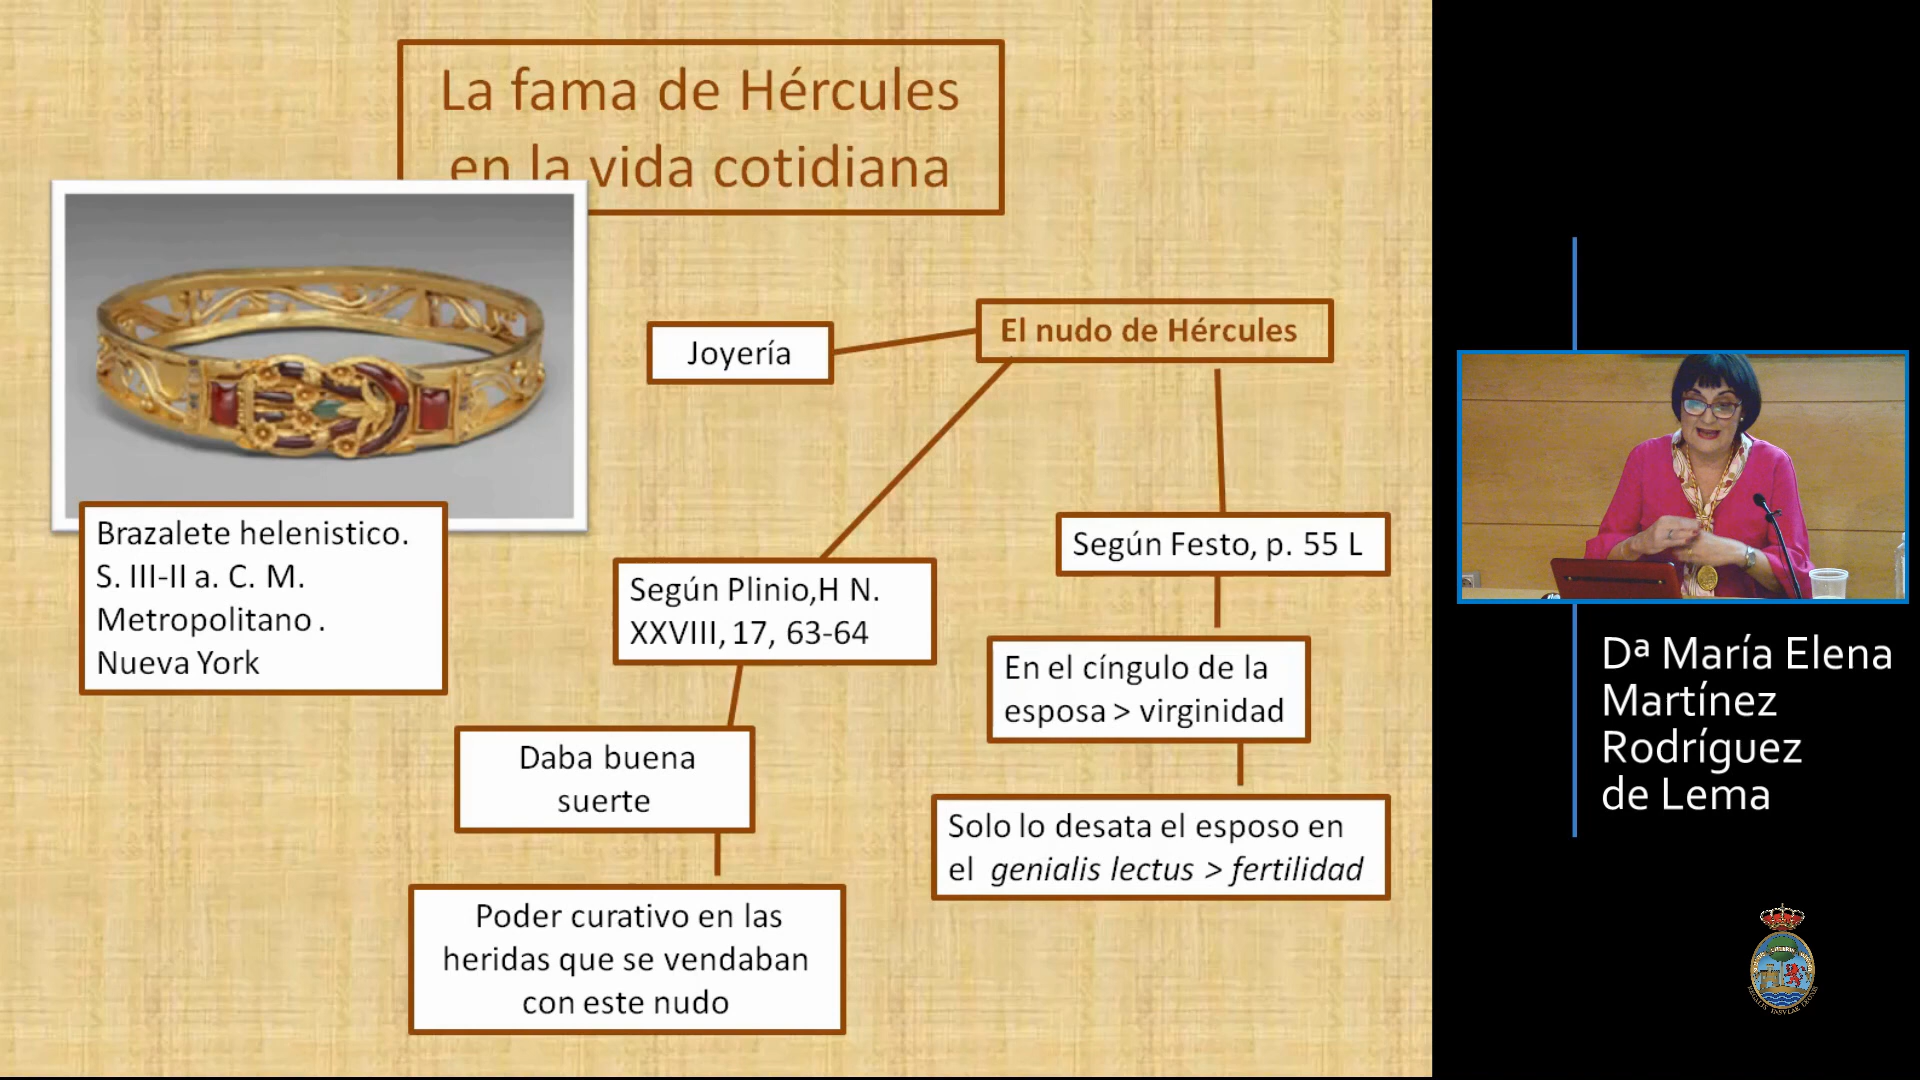 La fama de Hércules
en la vida cotidiana
El nudo de Hércules
Joyería
Brazalete helenistico.
S. III-II a. C. M.
Metropolitano .
Nueva York
Según Plinio,H N.
XXVIII, 17, 63-64
Daba buena
suerte
Poder curativo en las
heridas que se vendaban
con este nudo
Según Festo, p. 55 L
En el cíngulo de la
esposa > virginidad
Solo lo desata el esposo en
el genialis lectus > fertilidad
Dª María Elena
Martínez
Rodríguez
de Lema